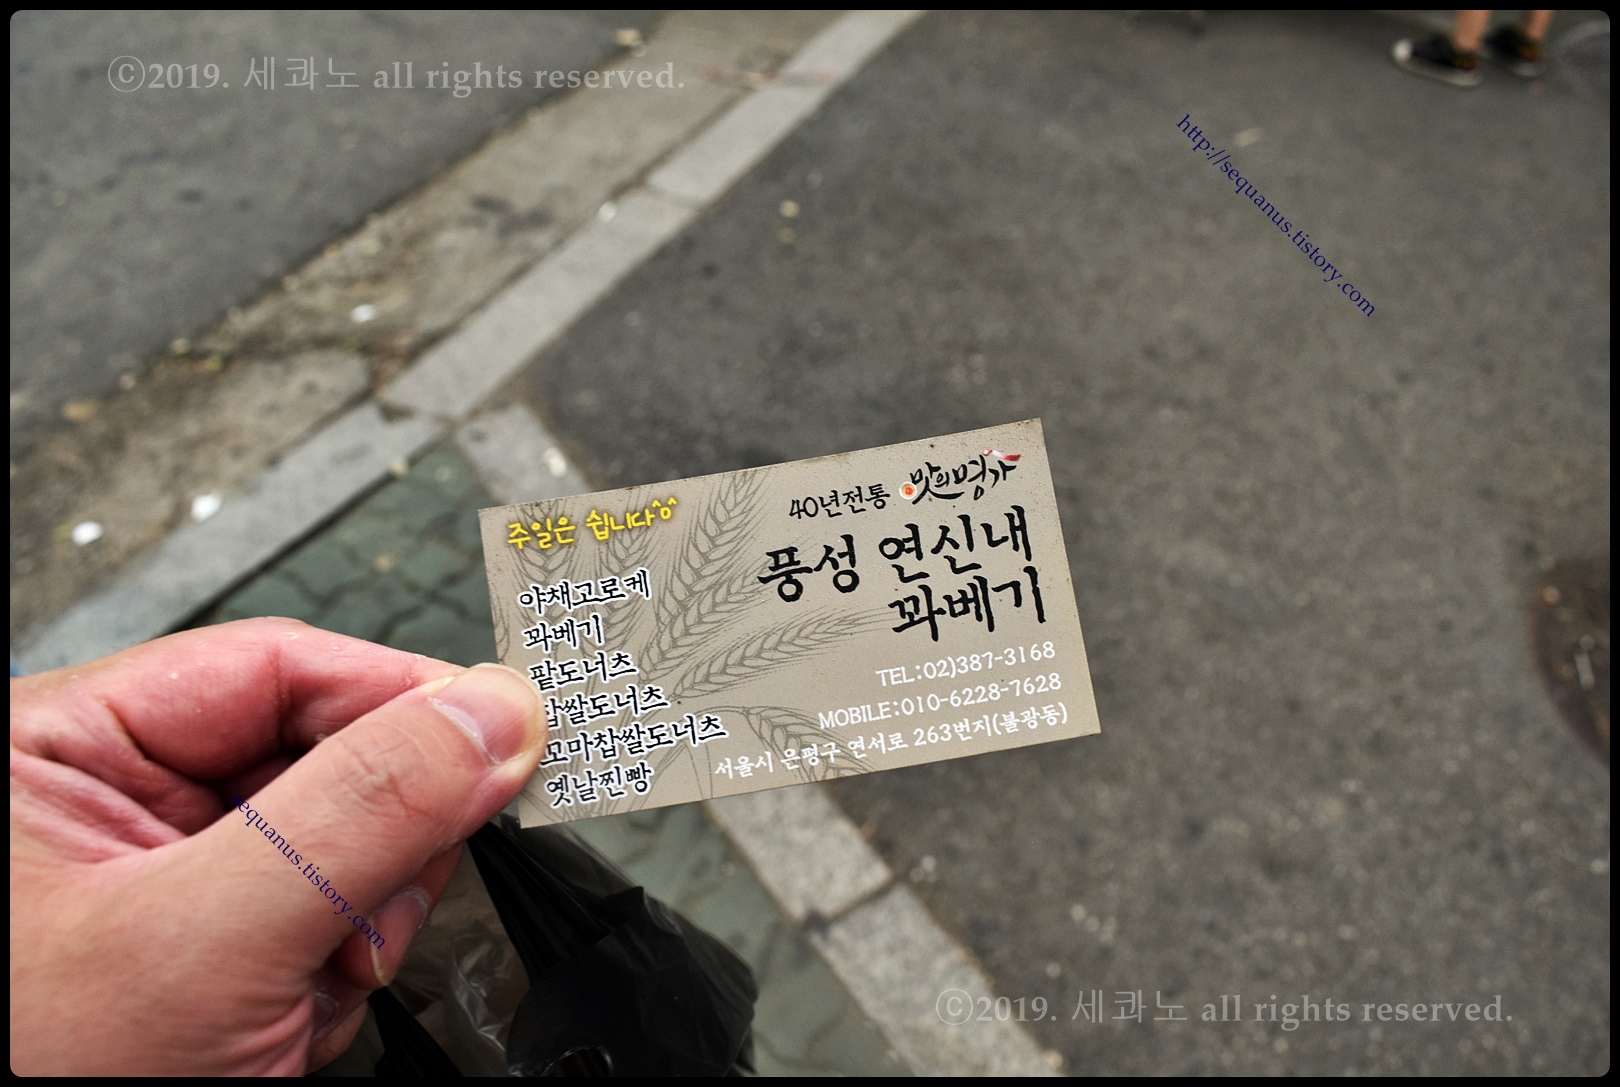 ⓒ2019. 세콰노 all rights reserved.
http://sequanus.tistory.com
주일은 쉽니다^o^
야채고로케
꽈베기
팥도너츠
찹쌀도너츠
꼬마찹쌀도너츠
옛날찐빵
40년전통 맛의명가
풍성 연신내
꽈베기
TEL:02)387-3168
MOBILE:010-6228-7628
서울시 은평구 연서로 263번지(불광동)
sequanus.tistory.com
ⓒ2019. 세콰노 all rights reserved.